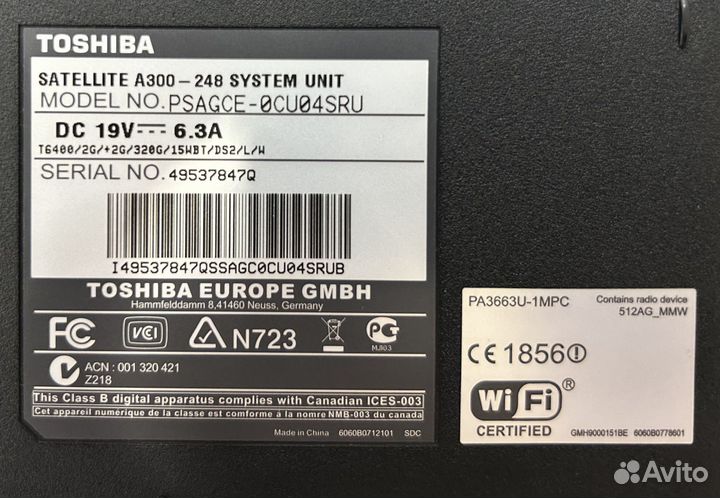 TOSHIBA
SATELLITE A300-248 SYSTEM UNIT
MODEL NO. PSAGCE-0CU04SRU
DC 19V 6.3A
T6400/2G/+2G/320G/15WBT/DS2/L/W
SERIAL NO. 49537847Q
I49537847QSSAGC0CU04SRUB
TOSHIBA EUROPE GMBH
Hammfelddamm 8,41460 Neuss, Germany
FC VCI N723 PG
MJ03
ACN : 001 320 421
Z218
This Class B digital apparatus complies with Canadian ICES-003
Cet appareil numérique de la classe est conforme à la nonre NMB-003 du canada
Made in China 6060B0712101 SDC
PA3663U-1MPC Contains radio device
512AG_MMW
CE 1856
Wi Fi ®
CERTIFIED GMH9000151BE 6060B0778601
Avito